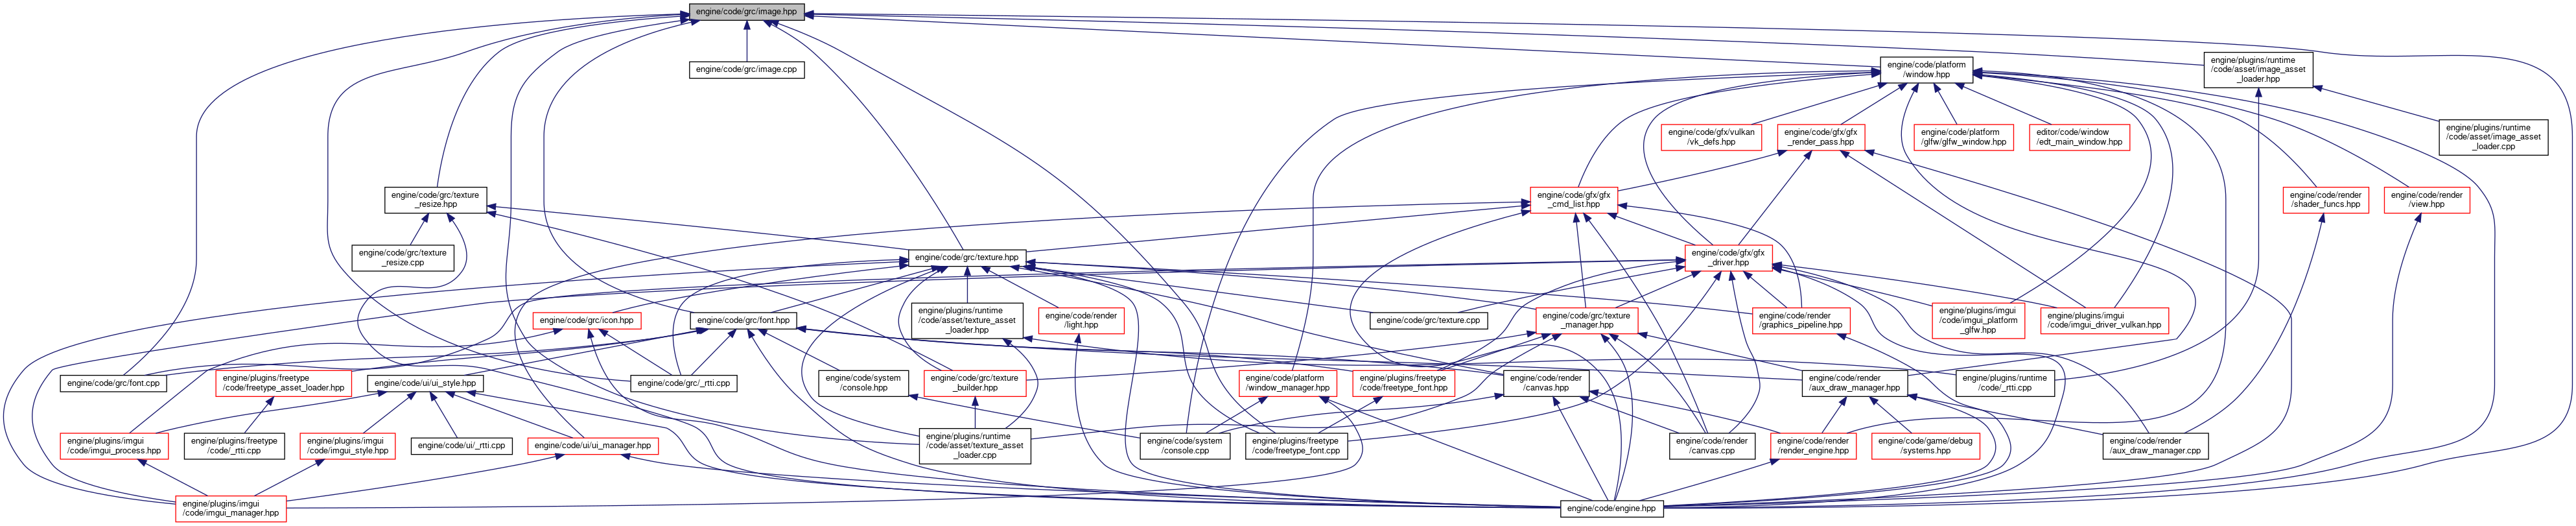 engine/code/grc/image.hpp
engine/code/grc/image.cpp
engine/code/platform
/window.hpp
engine/plugins/runtime
/code/asset/image_asset
_loader.hpp
engine/code/gfx/vulkan
/vk_defs.hpp
engine/code/gfx/gfx
_render_pass.hpp
engine/code/platform
/glfw/glfw_window.hpp
editor/code/window
/edt_main_window.hpp
engine/plugins/runtime
/code/asset/image_asset
_loader.cpp
engine/code/grc/texture
_resize.hpp
engine/code/gfx/gfx
_cmd_list.hpp
engine/code/render
/shader_funcs.hpp
engine/code/render
/view.hpp
engine/code/grc/texture
_resize.cpp
engine/code/grc/texture.hpp
engine/code/gfx/gfx
_driver.hpp
engine/code/grc/icon.hpp
engine/code/grc/font.hpp
engine/plugins/runtime
/code/asset/texture_asset
_loader.hpp
engine/code/render
/light.hpp
engine/code/grc/texture.cpp
engine/code/grc/texture
_manager.hpp
engine/code/render
/graphics_pipeline.hpp
engine/plugins/imgui
/code/imgui_platform
_glfw.hpp
engine/plugins/imgui
/code/imgui_driver_vulkan.hpp
engine/code/grc/font.cpp
engine/plugins/freetype
/code/freetype_asset_loader.hpp
engine/code/ui/ui_style.hpp
engine/code/grc/_rtti.cpp
engine/code/system
/console.hpp
engine/code/grc/texture
_builder.hpp
engine/code/platform
/window_manager.hpp
engine/plugins/freetype
/code/freetype_font.hpp
engine/code/render
/canvas.hpp
engine/code/render
/aux_draw_manager.hpp
engine/plugins/runtime
/code/_rtti.cpp
engine/plugins/imgui
/code/imgui_process.hpp
engine/plugins/freetype
/code/_rtti.cpp
engine/plugins/imgui
/code/imgui_style.hpp
engine/code/ui/_rtti.cpp
engine/code/ui/ui_manager.hpp
engine/plugins/runtime
/code/asset/texture_asset
_loader.cpp
engine/code/system
/console.cpp
engine/plugins/freetype
/code/freetype_font.cpp
engine/code/render
/canvas.cpp
engine/code/render
/render_engine.hpp
engine/code/game/debug
/systems.hpp
engine/code/render
/aux_draw_manager.cpp
engine/plugins/imgui
/code/imgui_manager.hpp
engine/code/engine.hpp